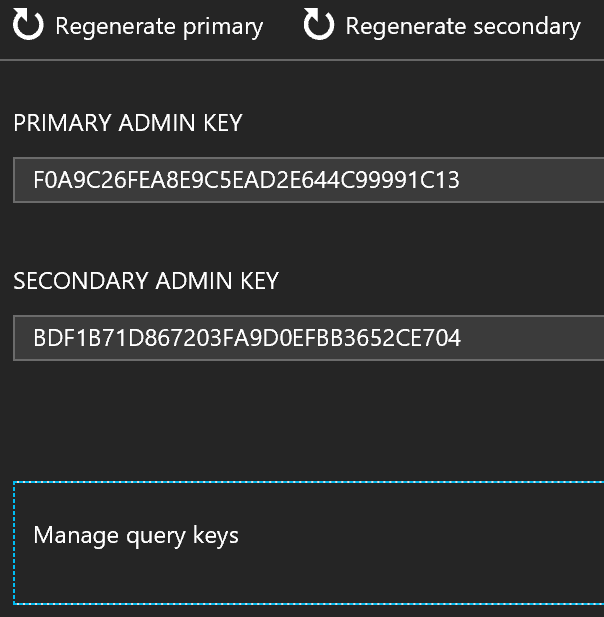 Regenerate primary Regenerate secondary
PRIMARY ADMIN KEY
F0A9C26FEA8E9C5EAD2E644C99991C13
SECONDARY ADMIN KEY
BDF1B71D867203FA9D0EFBB3652CE704
Manage query keys